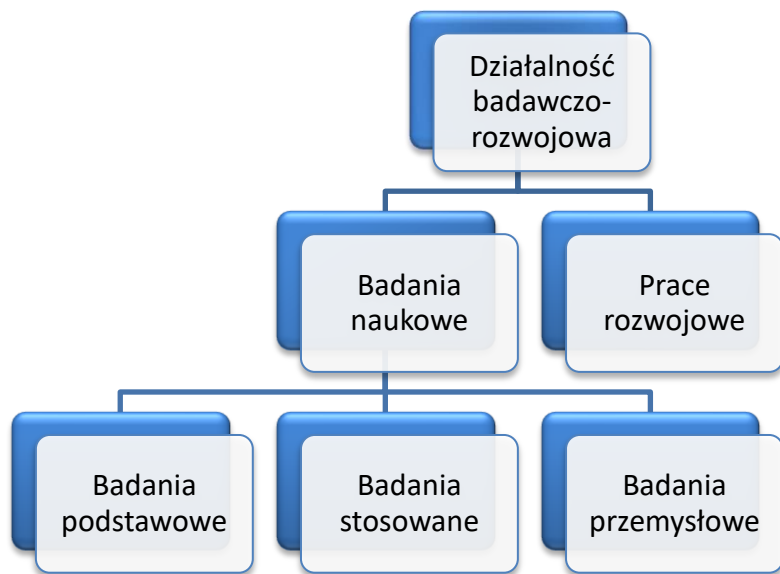 Działalność
badawczo-
rozwojowa
Badania
naukowe
Prace
rozwojowe
Badania
podstawowe
Badania
stosowane
Badania
przemysłowe